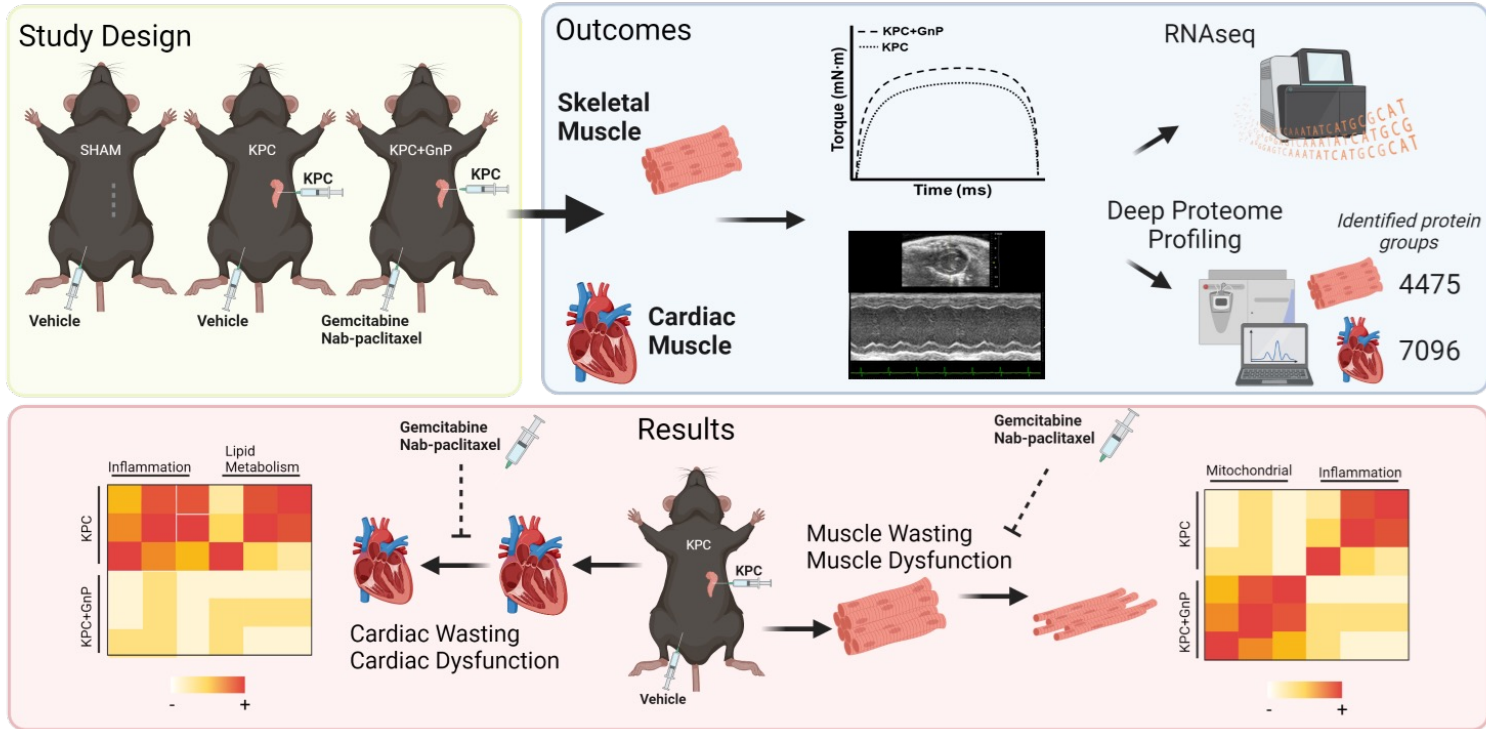 Study Design
SHAM
KPC
KPC+GnP
KPC
KPC
Vehicle
Vehicle
Gemcitabine
Nab-paclitaxel
Outcomes
Skeletal
Muscle
Cardiac
Muscle
Torque (mN·m)
KPC+GnP
KPC
Time (ms)
RNAseq
Deep Proteome
Profiling
Identified protein
groups
4475
7096
Results
Inflammation
Lipid
Metabolism
KPC
KPC+GnP
- +
Gemcitabine
Nab-paclitaxel
Cardiac Wasting
Cardiac Dysfunction
KPC
KPC
Vehicle
Muscle Wasting
Muscle Dysfunction
Gemcitabine
Nab-paclitaxel
Mitochondrial
Inflammation
KPC
KPC+GnP
- +